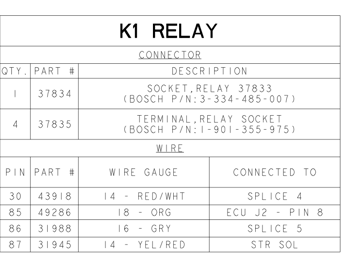 K1 RELAY
CONNECTOR
QTY. PART # DESCRIPTION
1 37834 SOCKET,RELAY 37833
(BOSCH P/N:3-334-485-007)
4 37835 TERMINAL,RELAY SOCKET
(BOSCH P/N:1-901-355-975)
WIRE
PIN PART # WIRE GAUGE CONNECTED TO
30 43918 14 - RED/WHT SPLICE 4
85 49286 18 - ORG ECU J2 - PIN 8
86 31988 16 - GRY SPLICE 5
87 31945 14 - YEL/RED STR SOL